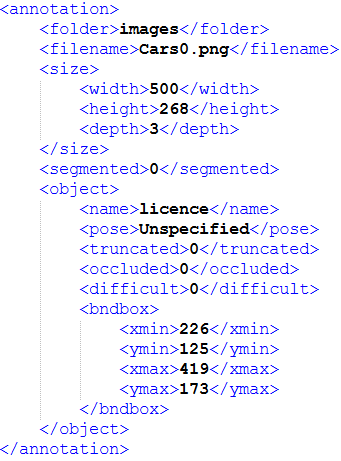 <annotation>
<folder>images</folder>
<filename>Cars0.png</filename>
<size>
<width>500</width>
<height>268</height>
<depth>3</depth>
</size>
<segmented>0</segmented>
<object>
<name>licence</name>
<pose>Unspecified</pose>
<truncated>0</truncated>
<occluded>0</occluded>
<difficult>0</difficult>
<bndbox>
<xmin>226</xmin>
<ymin>125</ymin>
<xmax>419</xmax>
<ymax>173</ymax>
</bndbox>
</object>
</annotation>